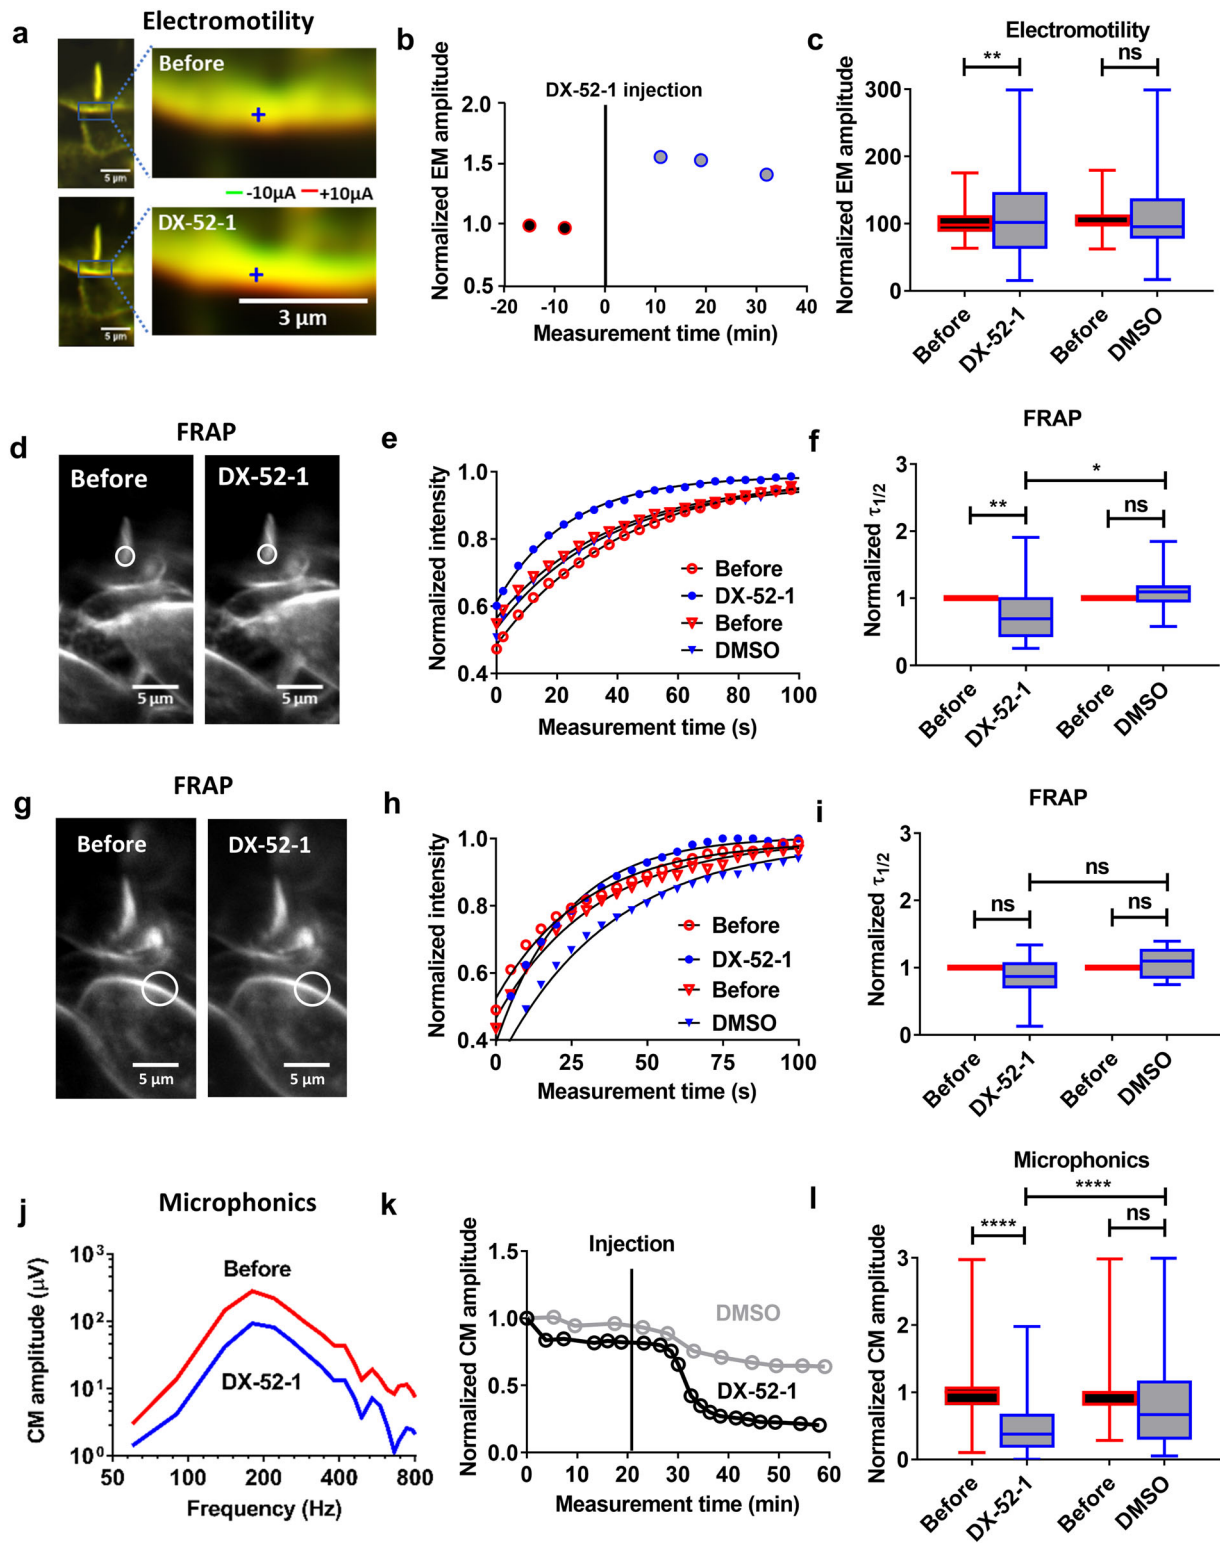 a
Electromotility
Before
5 µm
-10µA +10µA
DX-52-1
5 µm
3 µm
b
Normalized EM amplitude
DX-52-1 injection
2.0
1.5
1.0
0.5
-20 -10 0 10 20 30 40
Measurement time (min)
c
Electromotility
** ns
Normalized EM amplitude
300
200
100
0
Before DX-52-1 Before DMSO
d
FRAP
Before DX-52-1
5 µm 5 µm
e
Normalized intensity
1.0
0.8
0.6
0.4
Before
DX-52-1
Before
DMSO
0 20 40 60 80 100
Measurement time (s)
f
FRAP
*
** ns
Normalized τ1/2
3
2
1
0
Before DX-52-1 Before DMSO
g
FRAP
Before DX-52-1
5 µm 5 µm
h
Normalized intensity
1.0
0.8
0.6
0.4
Before
DX-52-1
Before
DMSO
0 25 50 75 100
Measurement time (s)
i
FRAP
ns
ns ns
Normalized τ1/2
3
2
1
0
Before DX-52-1 Before DMSO
j
Microphonics
CM amplitude (µV)
10³
10²
10¹
10⁰
Before
DX-52-1
50 100 200 400 800
Frequency (Hz)
k
Normalized CM amplitude
Injection
1.5
1.0
0.5
0.0
DMSO
DX-52-1
0 10 20 30 40 50 60
Measurement time (min)
l
Microphonics
****
**** ns
Normalized CM amplitude
3
2
1
0
Before DX-52-1 Before DMSO